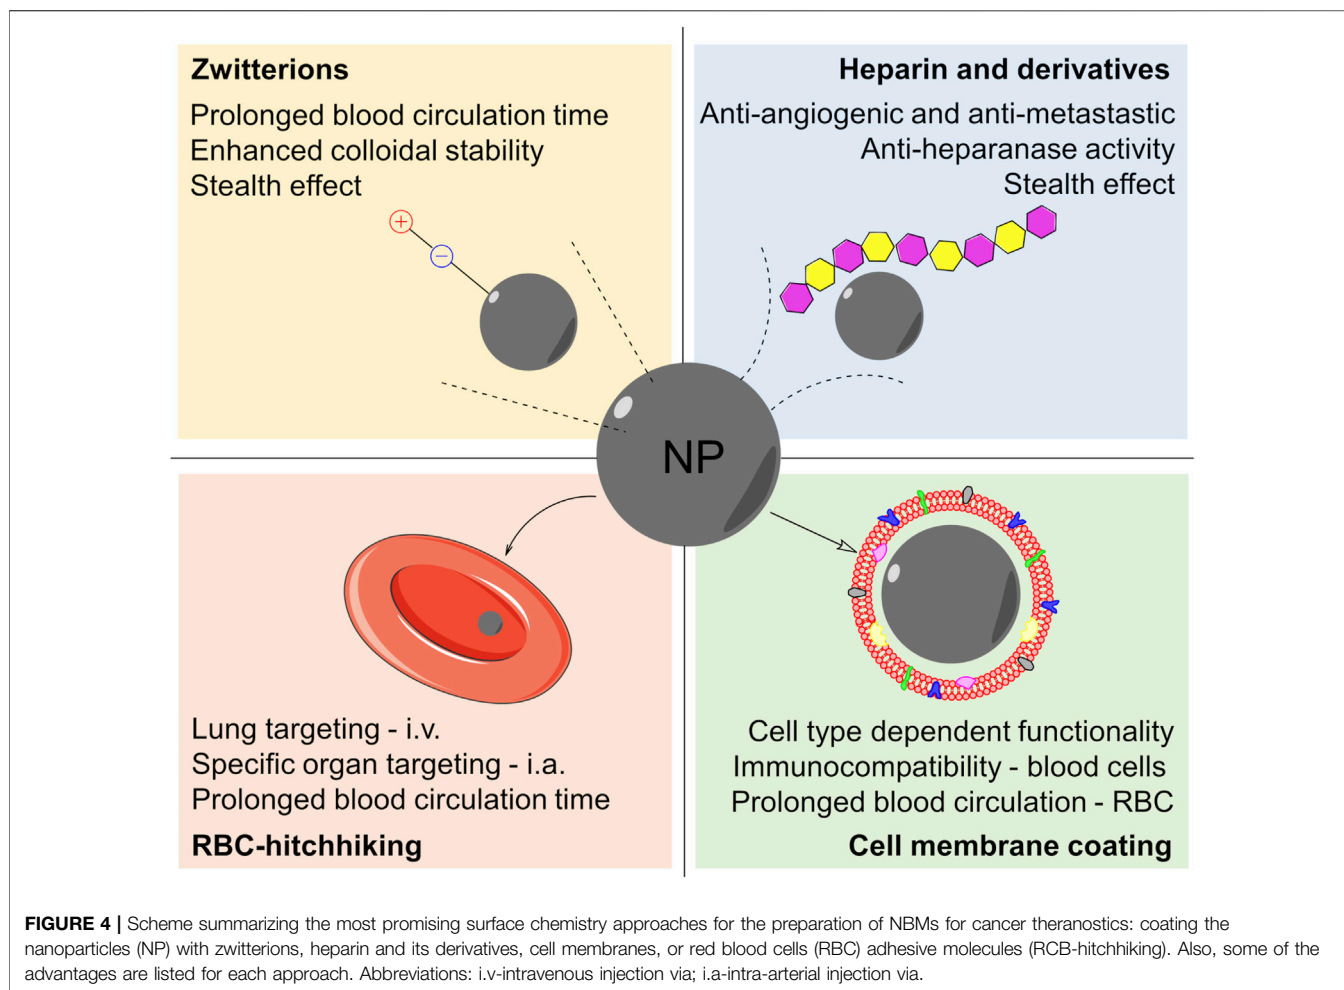 Zwitterions
Prolonged blood circulation time
Enhanced colloidal stability
Stealth effect
+
−
Heparin and derivatives
Anti-angiogenic and anti-metastastic
Anti-heparanase activity
Stealth effect
NP
Lung targeting - i.v.
Specific organ targeting - i.a.
Prolonged blood circulation time
RBC-hitchhiking
Cell type dependent functionality
Immunocompatibility - blood cells
Prolonged blood circulation - RBC
Cell membrane coating
FIGURE 4 | Scheme summarizing the most promising surface chemistry approaches for the preparation of NBMs for cancer theranostics: coating the
nanoparticles (NP) with zwitterions, heparin and its derivatives, cell membranes, or red blood cells (RBC) adhesive molecules (RCB-hitchhiking). Also, some of the
advantages are listed for each approach. Abbreviations: i.v-intravenous injection via; i.a-intra-arterial injection via.